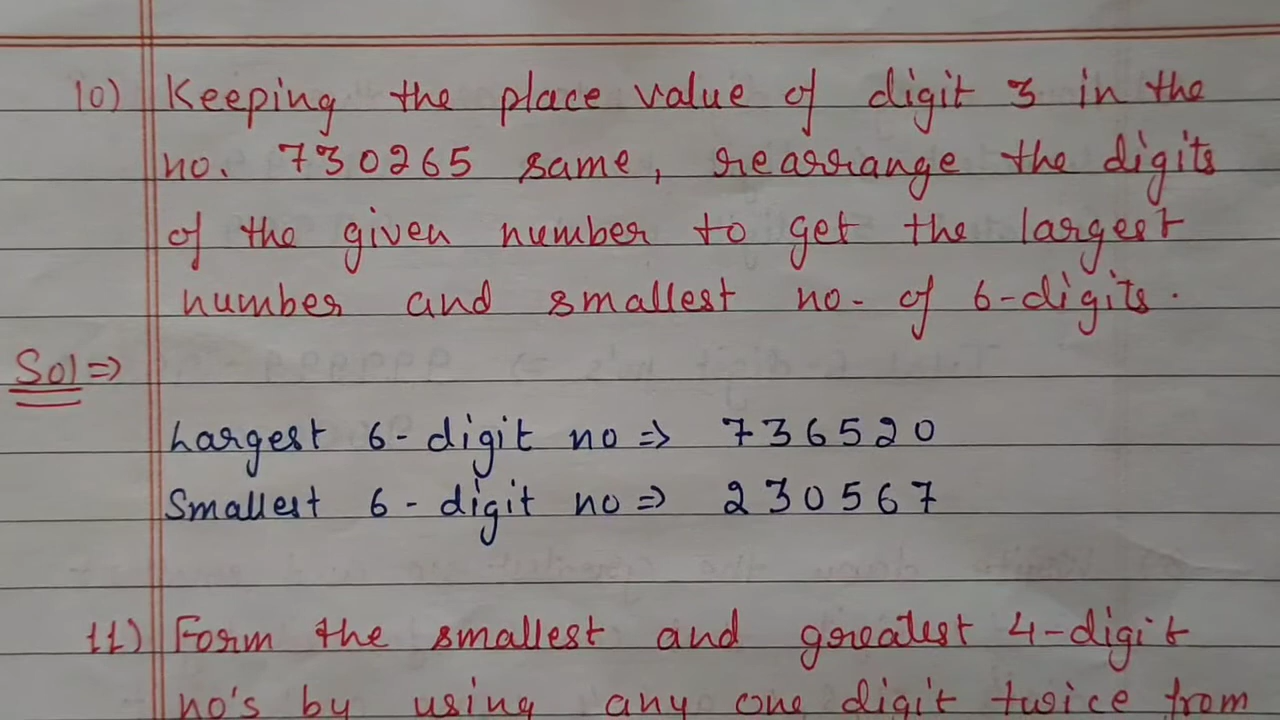 10) Keeping the place value of digit 3 in the
no. 730265 same, rearrange the digits
of the given number to get the largest
number and smallest no. of 6-digits.
Sol ⇒
Largest 6-digit no ⇒ 736520
Smallest 6-digit no ⇒ 230567
11) Form the smallest and greatest 4-digit
no's by using any one digit twice from